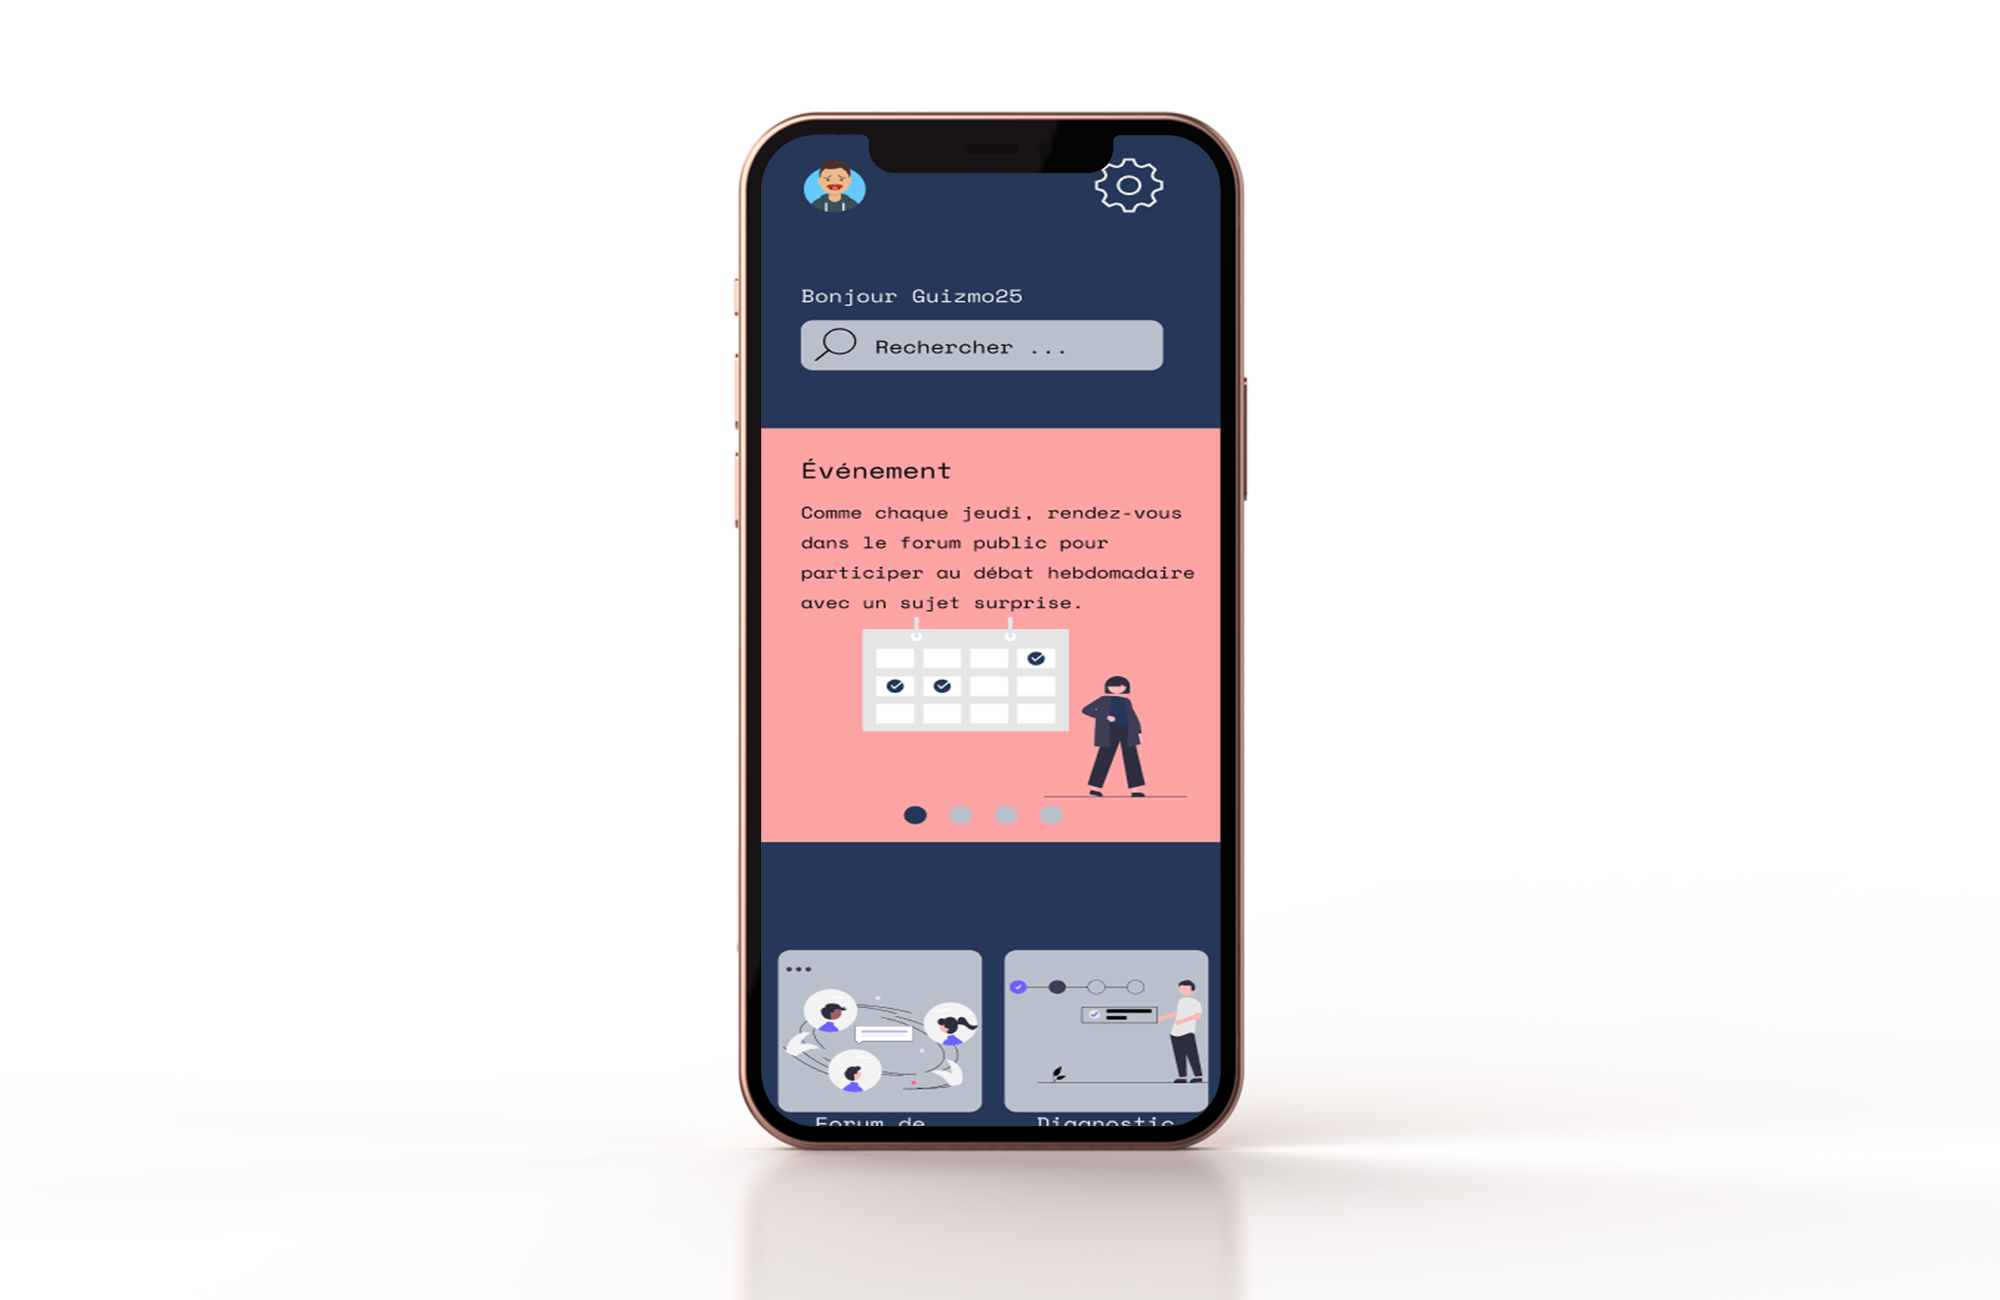 Bonjour Guizmo25
Rechercher ...
Événement
Comme chaque jeudi, rendez-vous
dans le forum public pour
participer au débat hebdomadaire
avec un sujet surprise.
Forum de
Diagnostic